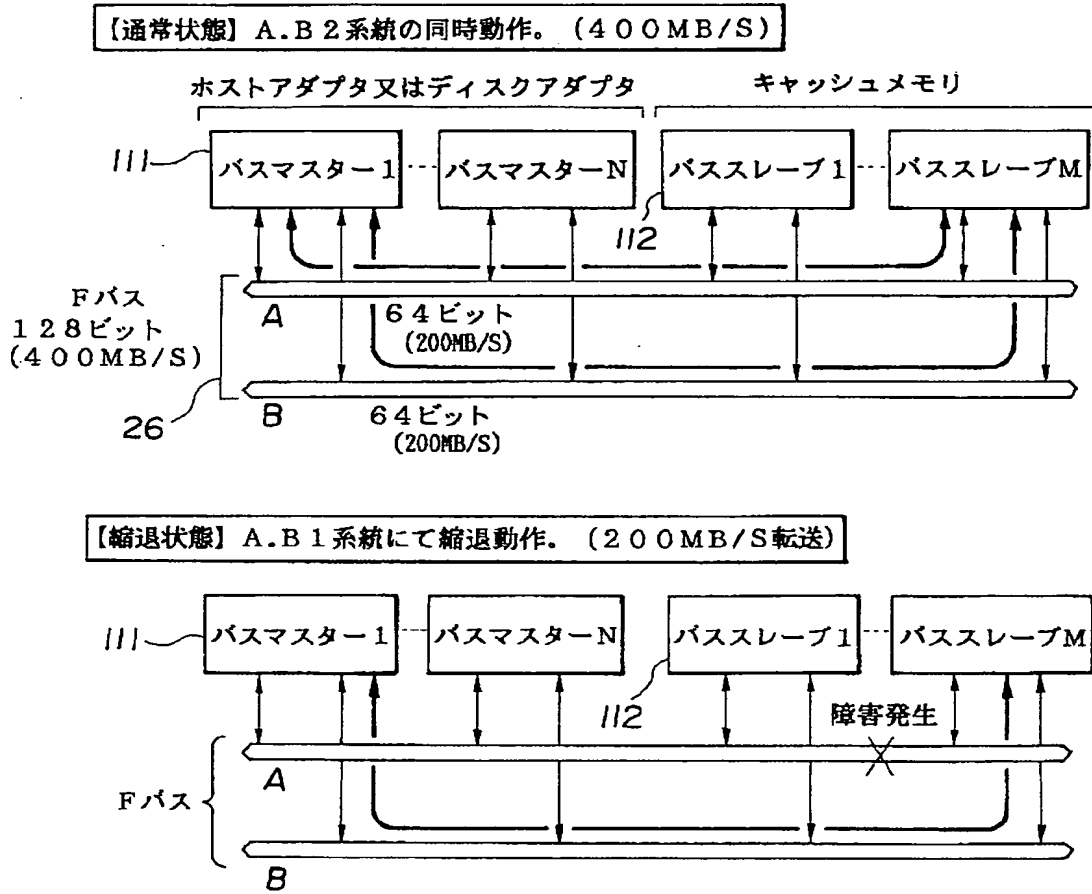 【通常状態】A.B2系統の同時動作。(400MB/S)
ホストアダプタ又はディスクアダプタ
キャッシュメモリ
111
バスマスター1
バスマスターN
バススレーブ1
バススレーブM
112
Fバス
128ビット
(400MB/S)
A
64ビット
(200MB/S)
26
B
64ビット
(200MB/S)
【縮退状態】A.B1系統にて縮退動作。(200MB/S転送)
111
バスマスター1
バスマスターN
バススレーブ1
バススレーブM
112
障害発生
Fバス
A
B